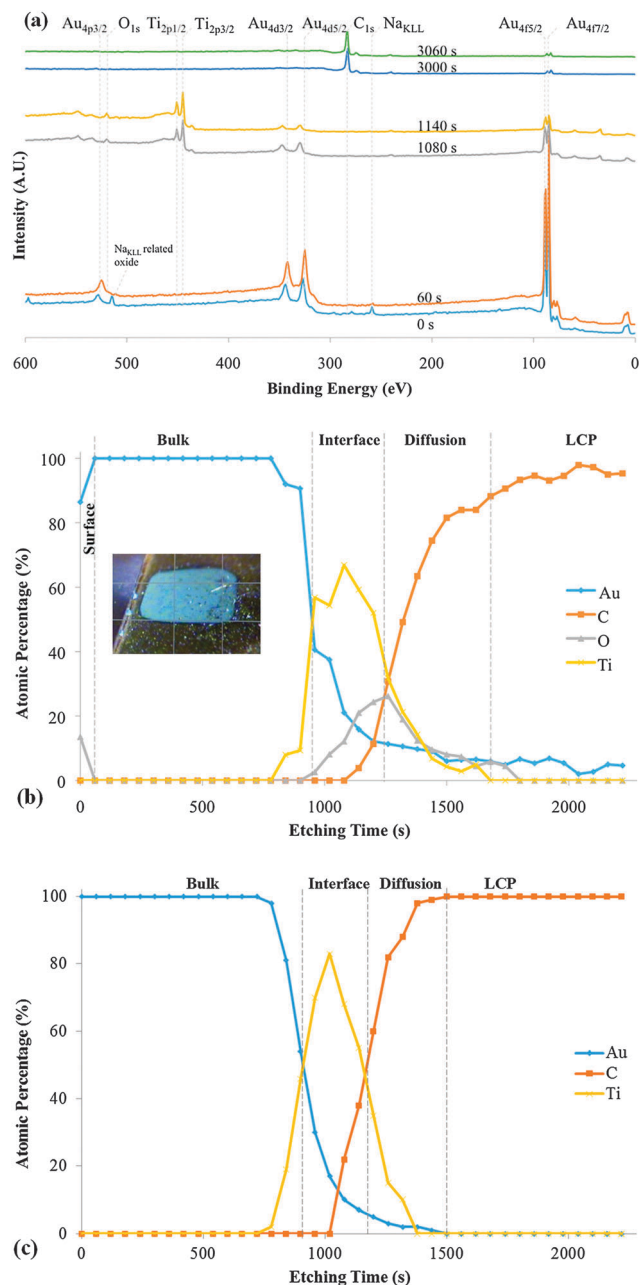 (a) Au4p3/2 O1s Ti2p1/2 Ti2p3/2 Au4d3/2 Au4d5/2 C1s NaKLL Au4f5/2 Au4f7/2
3060 s
3000 s
1140 s
1080 s
NaKLL related
oxide
60 s
0 s
Intensity (A.U.)
600 500 400 300 200 100 0
Binding Energy (eV)
Bulk Interface Diffusion LCP
Surface
100
80
60
40
20
0
Au
C
O
Ti
Atomic Percentage (%)
0 500 1000 1500 2000
(b) Etching Time (s)
Bulk Interface Diffusion LCP
100
80
60
40
20
0
Au
C
Ti
Atomic Percentage (%)
0 500 1000 1500 2000
(c) Etching Time (s)